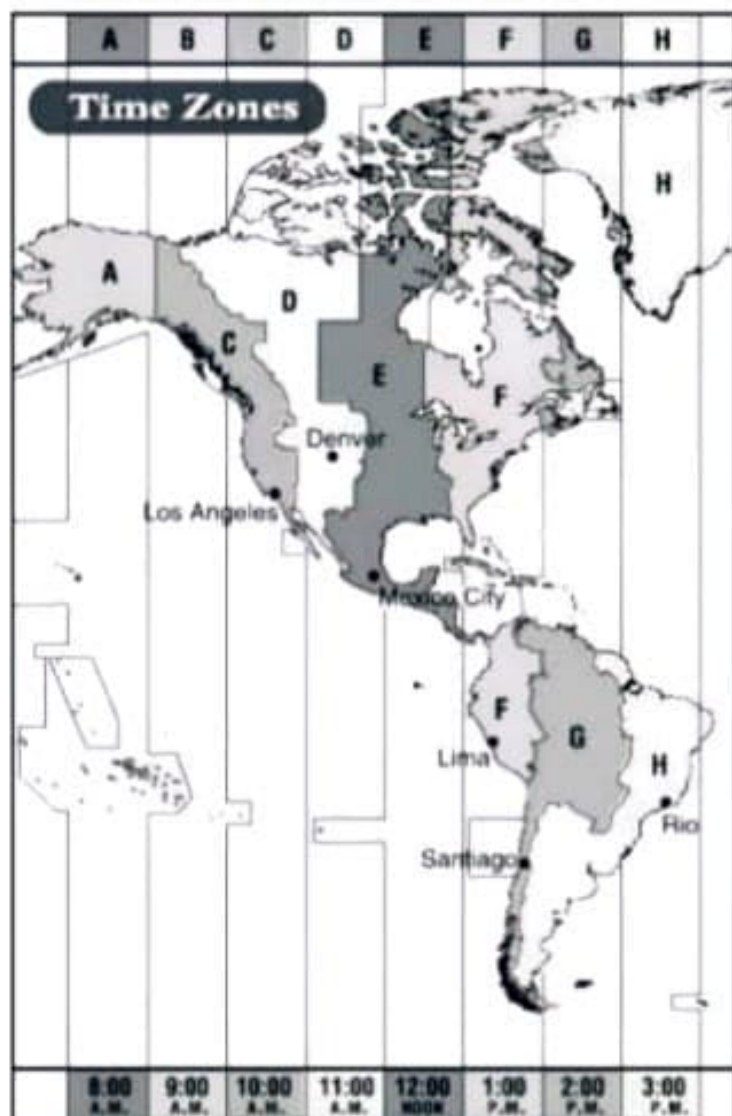 A B C D E F G H
Time Zones
H
A
D
C
E
F
Denver
Los Angeles
Mexico City
F
G
Lima
H
Rio
Santiago
8:00 9:00 10:00 11:00 12:00 1:00 2:00 3:00
A.M. A.M. A.M. A.M. NOON P.M. P.M. P.M.